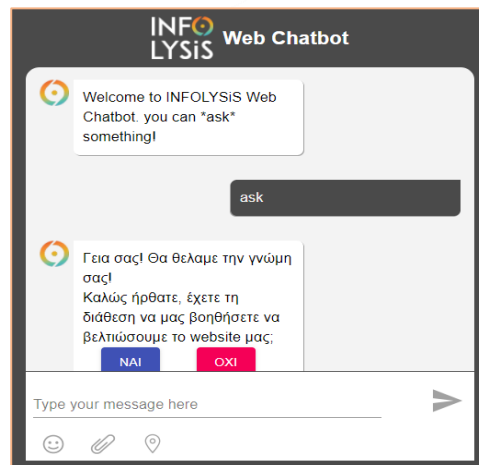 INFO
LYSiS
Web Chatbot
Welcome to INFOLYSiS Web
Chatbot. you can *ask*
something!
ask
Γεια σας! Θα θελαμε την γνώμη
σας!
Καλώς ήρθατε, έχετε τη
διάθεση να μας βοηθήσετε να
βελτιώσουμε το website μας;
ΝΑΙ
ΟΧΙ
Type your message here